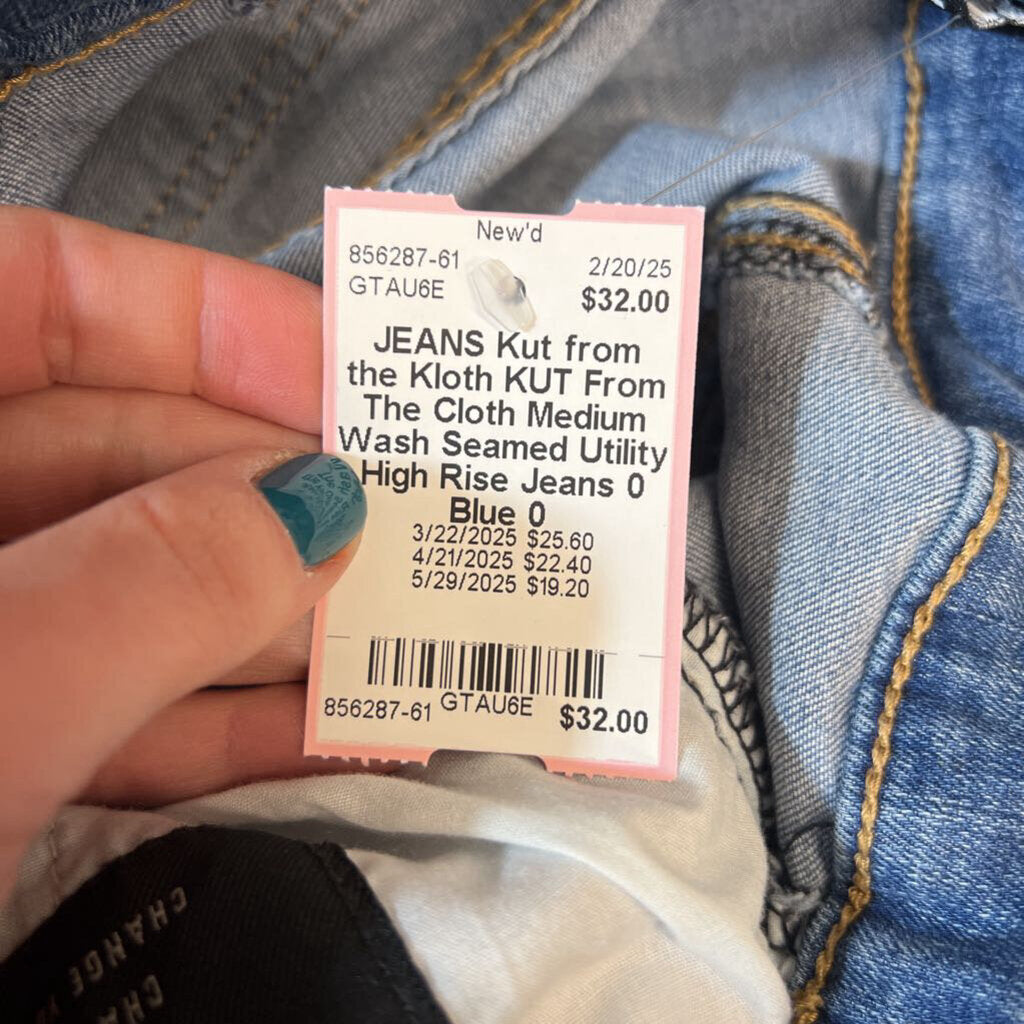 New'd
856287-61
2/20/25
GTAU6E
$32.00
JEANS Kut from
the Kloth KUT From
The Cloth Medium
Wash Seamed Utility
High Rise Jeans 0
Blue 0
3/22/2025 $25.60
4/21/2025 $22.40
5/29/2025 $19.20
856287-61
GTAU6E
$32.00
CHANGE